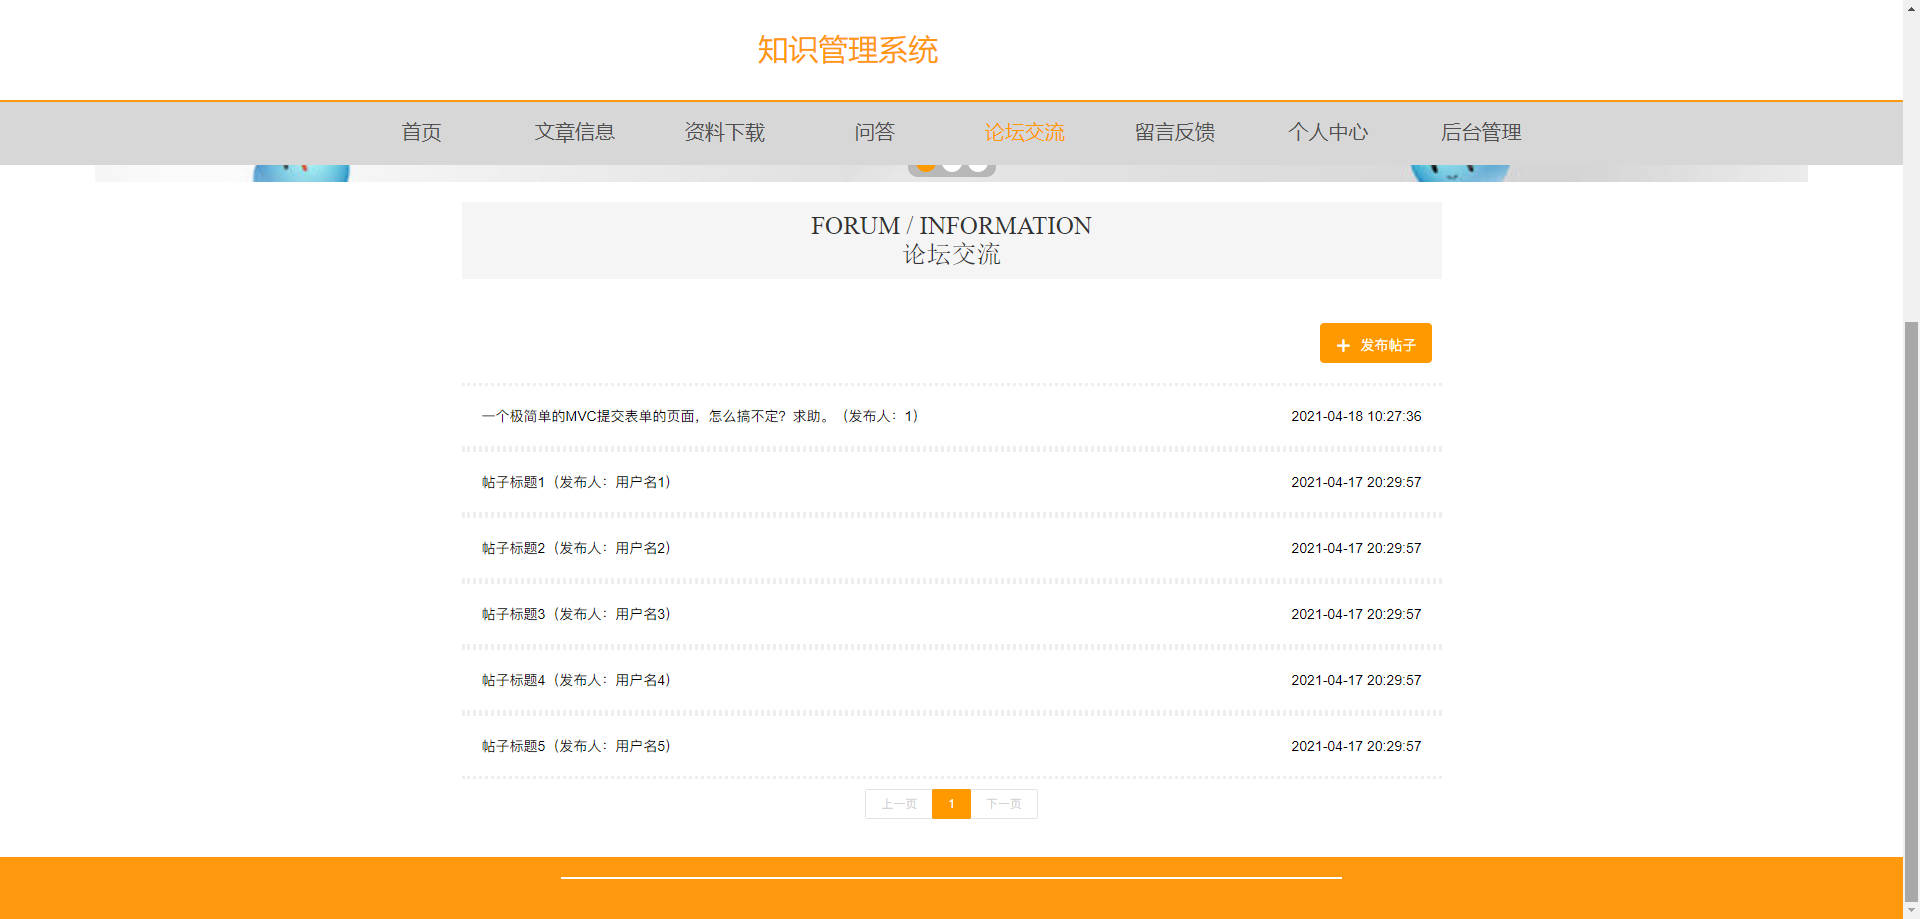 知识管理系统
首页 文章信息 资料下载 问答 论坛交流 留言反馈 个人中心 后台管理
FORUM / INFORMATION
论坛交流
+ 发布帖子
一个极简单的MVC提交表单的页面，怎么搞不定？求助。（发布人：1） 2021-04-18 10:27:36
帖子标题1（发布人：用户名1） 2021-04-17 20:29:57
帖子标题2（发布人：用户名2） 2021-04-17 20:29:57
帖子标题3（发布人：用户名3） 2021-04-17 20:29:57
帖子标题4（发布人：用户名4） 2021-04-17 20:29:57
帖子标题5（发布人：用户名5） 2021-04-17 20:29:57
上一页 1 下一页